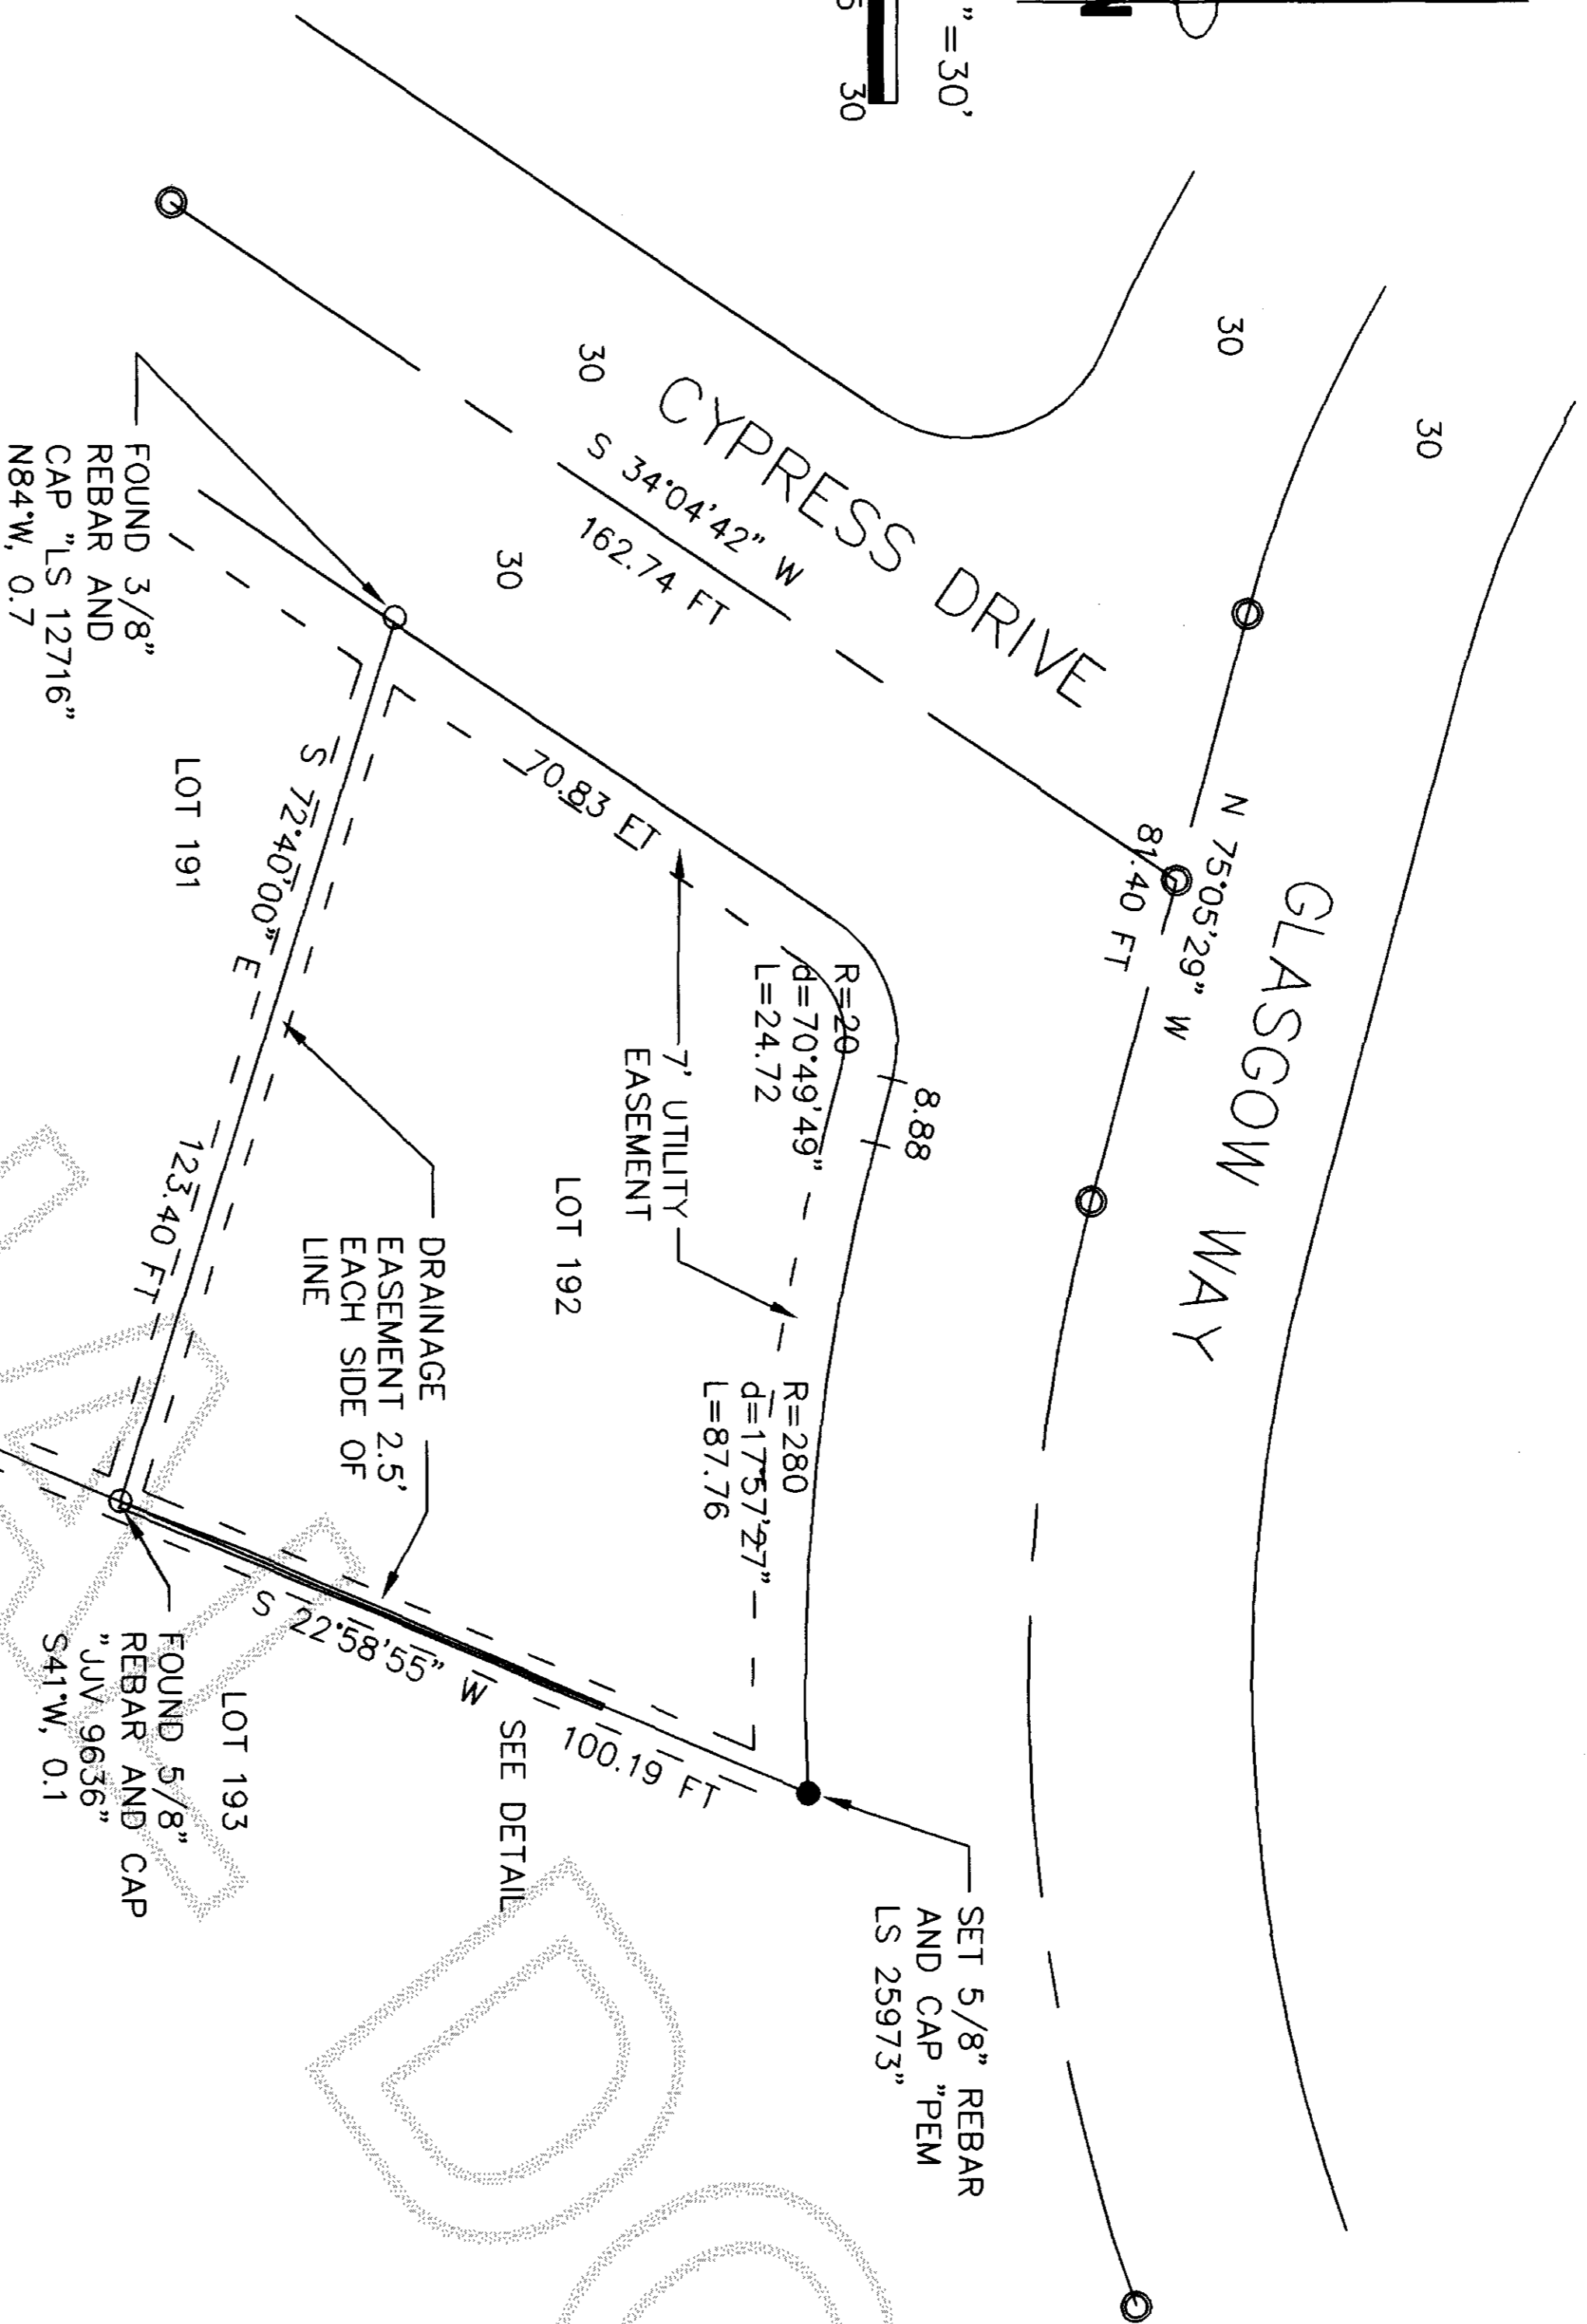 N
"=30'
30
30
30
GLASGOW WAY
N 75°05'29" W
81.40 FT
CYPRESS DRIVE
S 34°04'42" W
162.74 FT
30
30
8.88
R=20
d=70°49'49"
L=24.72
70.83 FT
7' UTILITY
EASEMENT
R=280
d=17°57'27"
L=87.76
LOT 192
SET 5/8" REBAR
AND CAP "PEM
LS 25973"
DRAINAGE
EASEMENT 2.5'
EACH SIDE OF
LINE
S 22°58'55" W
100.19 FT
SEE DETAIL
S 72°40'00" E
123.40 FT
LOT 191
LOT 193
FOUND 3/8"
REBAR AND
CAP "LS 12716"
N84°W, 0.7
FOUND 5/8"
REBAR AND CAP
"JJV 9636"
S41°W, 0.1